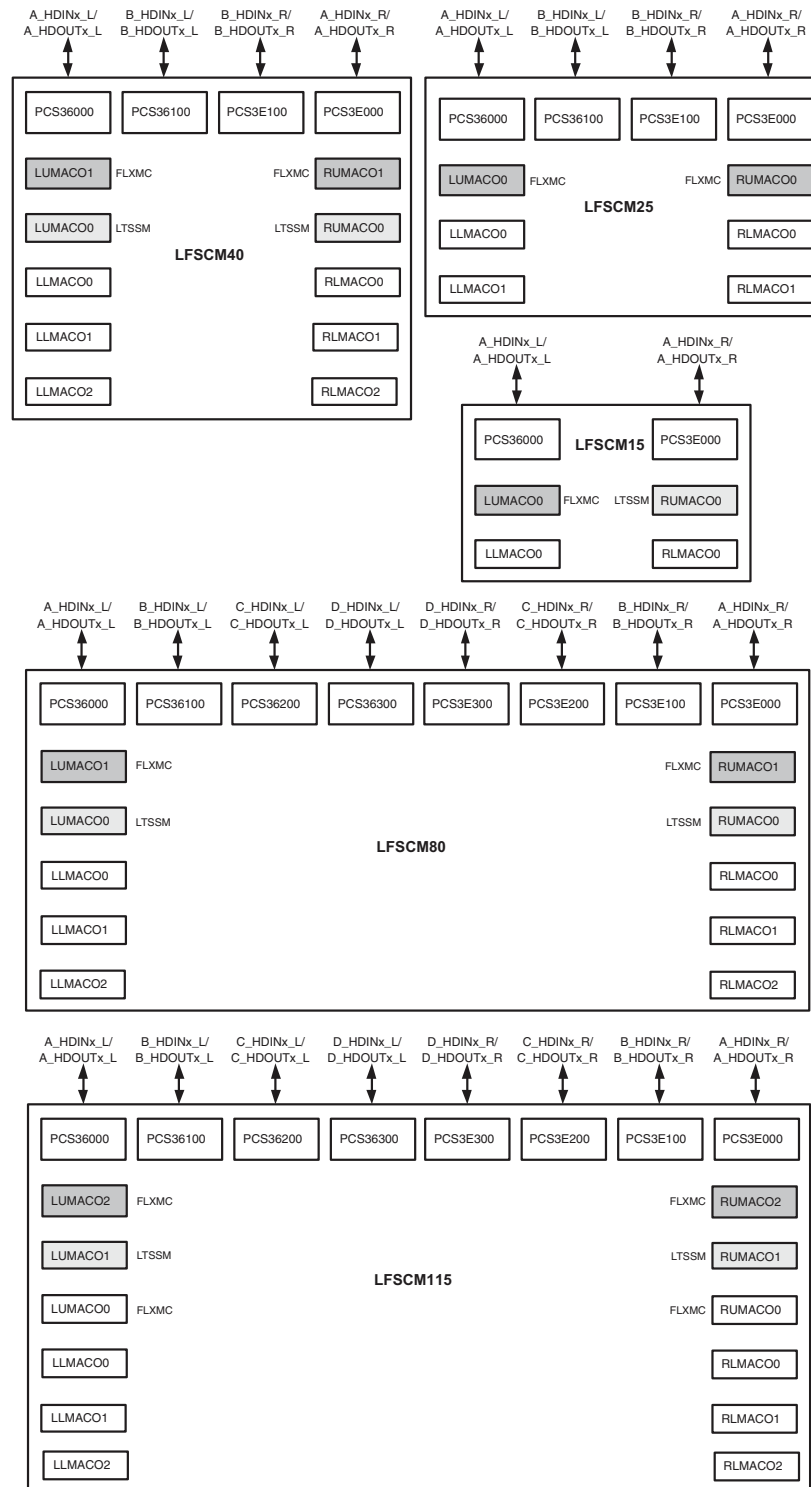 A_HDINx_L/ B_HDINx_L/ B_HDINx_R/ A_HDINx_R/
A_HDOUTx_L B_HDOUTx_L B_HDOUTx_R A_HDOUTx_R
PCS36000 PCS36100 PCS3E100 PCS3E000
LUMACO1 FLXMC FLXMC RUMACO1
LUMACO0 LTSSM LTSSM RUMACO0
LFSCM40
LLMACO0 RLMACO0
LLMACO1 RLMACO1
LLMACO2 RLMACO2
A_HDINx_L/ B_HDINx_L/ B_HDINx_R/ A_HDINx_R/
A_HDOUTx_L B_HDOUTx_L B_HDOUTx_R A_HDOUTx_R
PCS36000 PCS36100 PCS3E100 PCS3E000
LUMACO0 FLXMC FLXMC RUMACO0
LFSCM25
LLMACO0 RLMACO0
LLMACO1 RLMACO1
A_HDINx_L/ A_HDINx_R/
A_HDOUTx_L A_HDOUTx_R
PCS36000 LFSCM15 PCS3E000
LUMACO0 FLXMC LTSSM RUMACO0
LLMACO0 RLMACO0
A_HDINx_L/ B_HDINx_L/ C_HDINx_L/ D_HDINx_L/ D_HDINx_R/ C_HDINx_R/ B_HDINx_R/ A_HDINx_R/
A_HDOUTx_L B_HDOUTx_L C_HDOUTx_L D_HDOUTx_L D_HDOUTx_R C_HDOUTx_R B_HDOUTx_R A_HDOUTx_R
PCS36000 PCS36100 PCS36200 PCS36300 PCS3E300 PCS3E200 PCS3E100 PCS3E000
LUMACO1 FLXMC FLXMC RUMACO1
LUMACO0 LTSSM LTSSM RUMACO0
LFSCM80
LLMACO0 RLMACO0
LLMACO1 RLMACO1
LLMACO2 RLMACO2
A_HDINx_L/ B_HDINx_L/ C_HDINx_L/ D_HDINx_L/ D_HDINx_R/ C_HDINx_R/ B_HDINx_R/ A_HDINx_R/
A_HDOUTx_L B_HDOUTx_L C_HDOUTx_L D_HDOUTx_L D_HDOUTx_R C_HDOUTx_R B_HDOUTx_R A_HDOUTx_R
PCS36000 PCS36100 PCS36200 PCS36300 PCS3E300 PCS3E200 PCS3E100 PCS3E000
LUMACO2 FLXMC FLXMC RUMACO2
LUMACO1 LTSSM LTSSM RUMACO1
LFSCM115
LUMACO0 FLXMC FLXMC RUMACO0
LLMACO0 RLMACO0
LLMACO1 RLMACO1
LLMACO2 RLMACO2